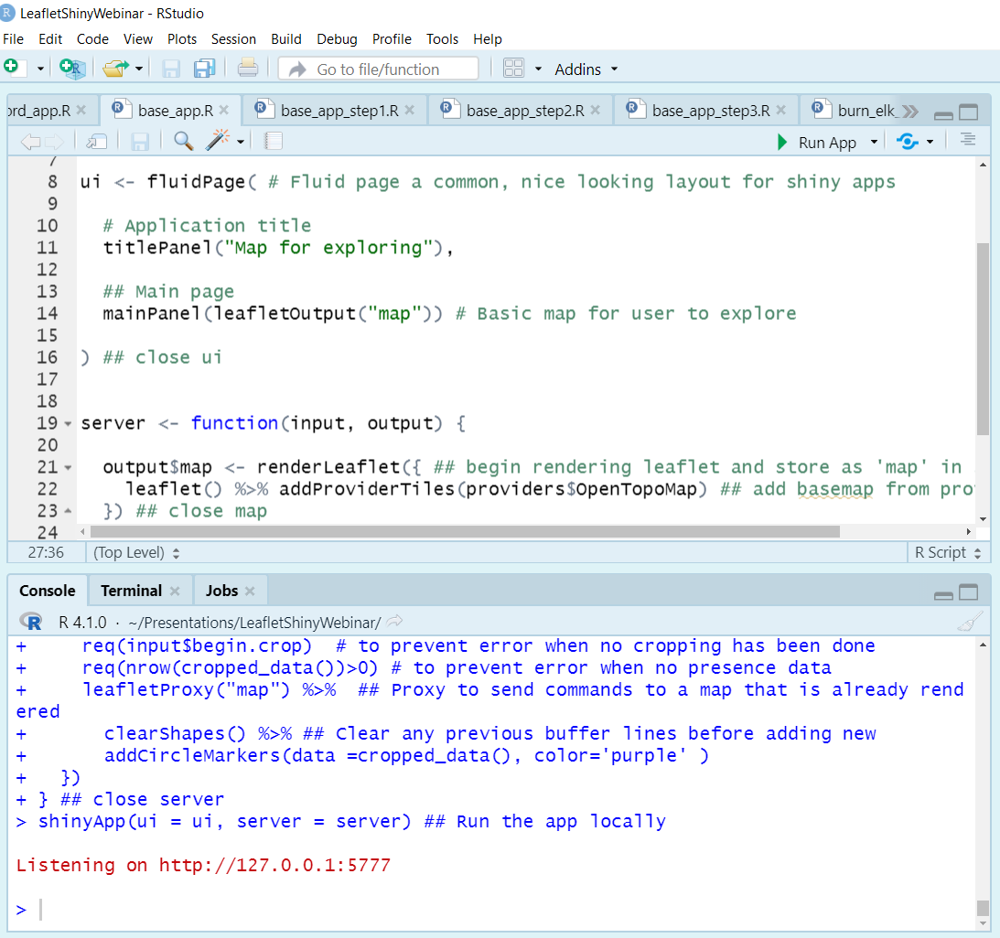 LeafletShinyWebinar - RStudio
File Edit Code View Plots Session Build Debug Profile Tools Help
Go to file/function Addins
ord_app.R base_app.R base_app_step1.R base_app_step2.R base_app_step3.R burn_elk_
Run App
7
8 ui <- fluidPage( # Fluid page a common, nice looking layout for shiny apps
9
10 # Application title
11 titlePanel("Map for exploring"),
12
13 ## Main page
14 mainPanel(leafletOutput("map")) # Basic map for user to explore
15
16 ) ## close ui
17
18
19 server <- function(input, output) {
20
21 output$map <- renderLeaflet({ ## begin rendering leaflet and store as 'map' in
22 leaflet() %>% addProviderTiles(providers$OpenTopoMap) ## add basemap from pro
23 }) ## close map
24
27:36 (Top Level) R Script
Console Terminal Jobs
R 4.1.0 · ~/Presentations/LeafletShinyWebinar/
+ req(input$begin.crop) # to prevent error when no cropping has been done
+ req(nrow(cropped_data())>0) # to prevent error when no presence data
+ leafletProxy("map") %>% ## Proxy to send commands to a map that is already rend
ered
+ clearShapes() %>% ## Clear any previous buffer lines before adding new
+ addCircleMarkers(data =cropped_data(), color='purple' )
+ })
+ } ## close server
> shinyApp(ui = ui, server = server) ## Run the app locally
Listening on http://127.0.0.1:5777
>